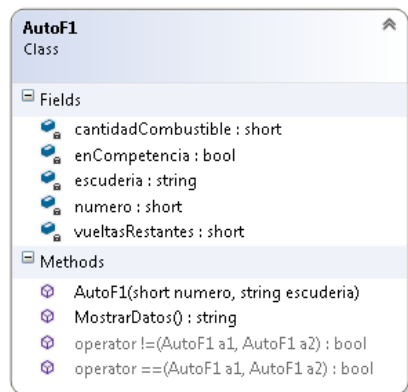 AutoF1
Class
Fields
cantidadCombustible : short
enCompetencia : bool
escuderia : string
numero : short
vueltasRestantes : short
Methods
AutoF1(short numero, string escuderia)
MostrarDatos() : string
operator !=(AutoF1 a1, AutoF1 a2) : bool
operator ==(AutoF1 a1, AutoF1 a2) : bool